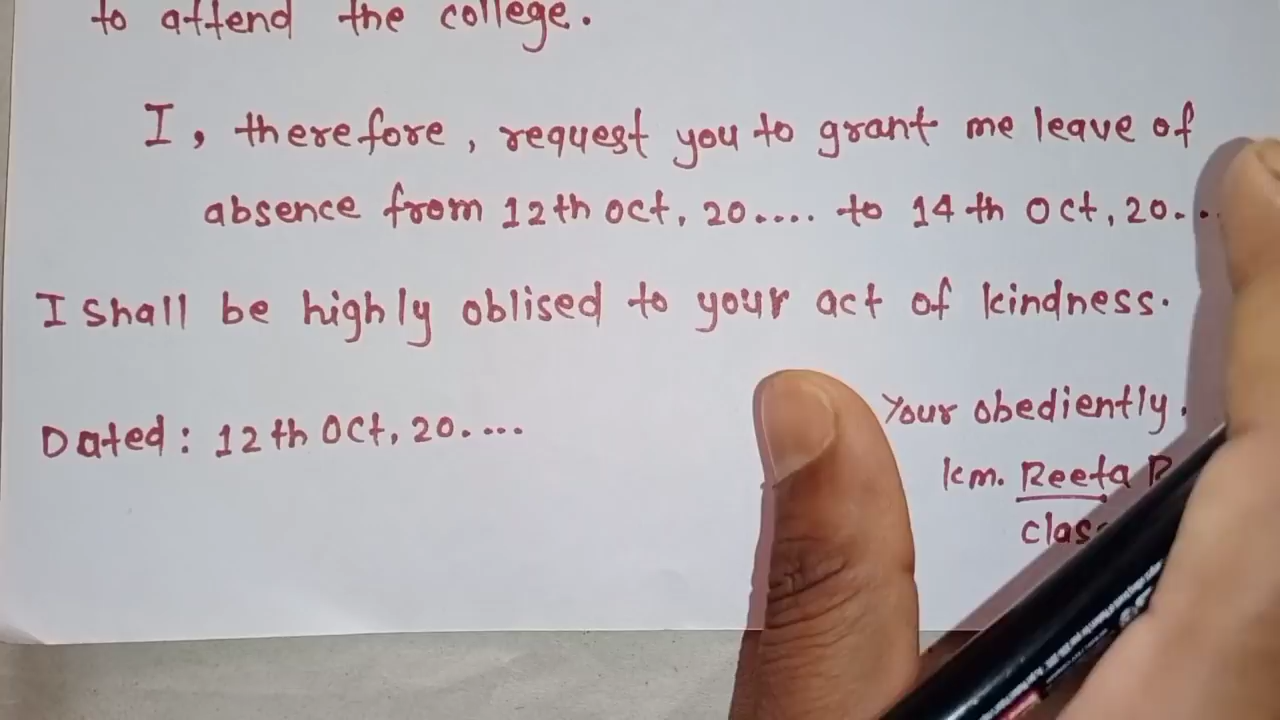 to attend the college.
I, therefore, request you to grant me leave of
absence from 12th oct, 20.... to 14th Oct, 20...
I shall be highly oblised to your act of kindness.
Dated: 12th Oct, 20....
Your obediently.
km. Reeta